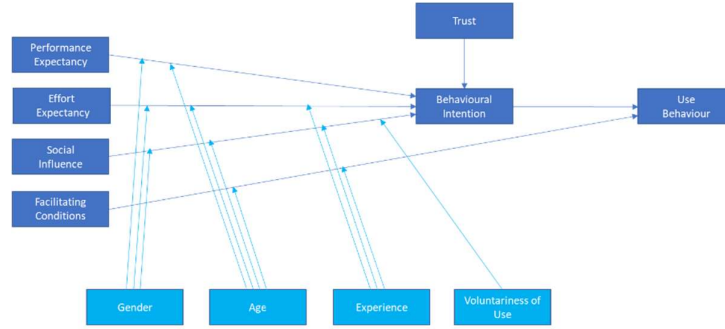 Trust
Performance
Expectancy
Effort
Expectancy
Behavioural
Intention
Use
Behaviour
Social
Influence
Facilitating
Conditions
Gender
Age
Experience
Voluntariness of
Use